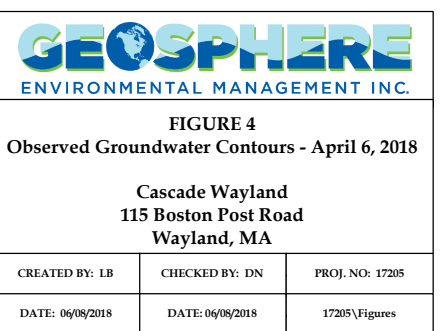 GEOSPHERE
ENVIRONMENTAL MANAGEMENT INC.
FIGURE 4
Observed Groundwater Contours - April 6, 2018
Cascade Wayland
115 Boston Post Road
Wayland, MA
CREATED BY: LB
CHECKED BY: DN
PROJ. NO: 17205
DATE: 06/08/2018
DATE: 06/08/2018
17205\Figures